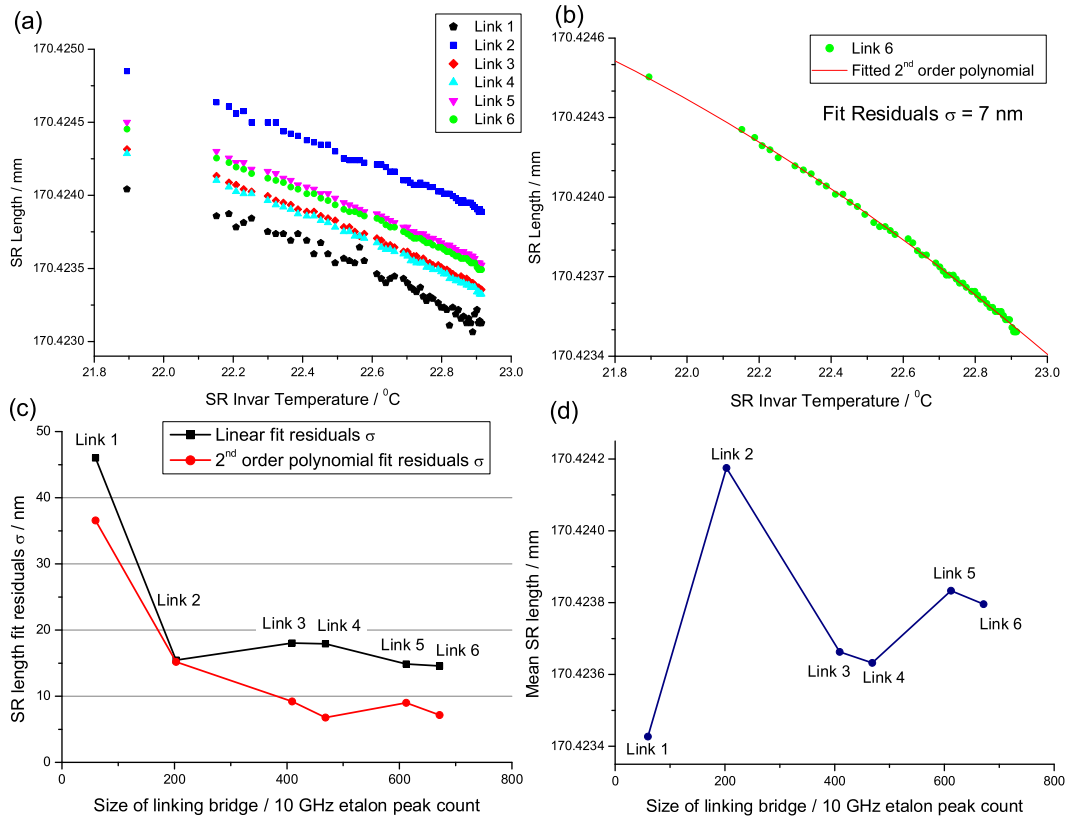 (a)
Link 1
Link 2
Link 3
Link 4
Link 5
Link 6
170.4250
170.4245
170.4240
170.4235
170.4230
SR Length / mm
21.8 22.0 22.2 22.4 22.6 22.8 23.0
SR Invar Temperature / ⁰C
(b)
Link 6
Fitted 2nd order polynomial
Fit Residuals σ = 7 nm
170.4246
170.4243
170.4240
170.4237
170.4234
SR Length / mm
21.8 22.0 22.2 22.4 22.6 22.8 23.0
SR Invar Temperature / ⁰C
(c)
Linear fit residuals σ
2nd order polynomial fit residuals σ
Link 1
Link 2
Link 3
Link 4
Link 5
Link 6
50
40
30
20
10
0
SR length fit residuals σ / nm
0 200 400 600 800
Size of linking bridge / 10 GHz etalon peak count
(d)
Link 2
Link 5
Link 6
Link 3
Link 4
Link 1
170.4242
170.4240
170.4238
170.4236
170.4234
Mean SR length / mm
0 200 400 600 800
Size of linking bridge / 10 GHz etalon peak count